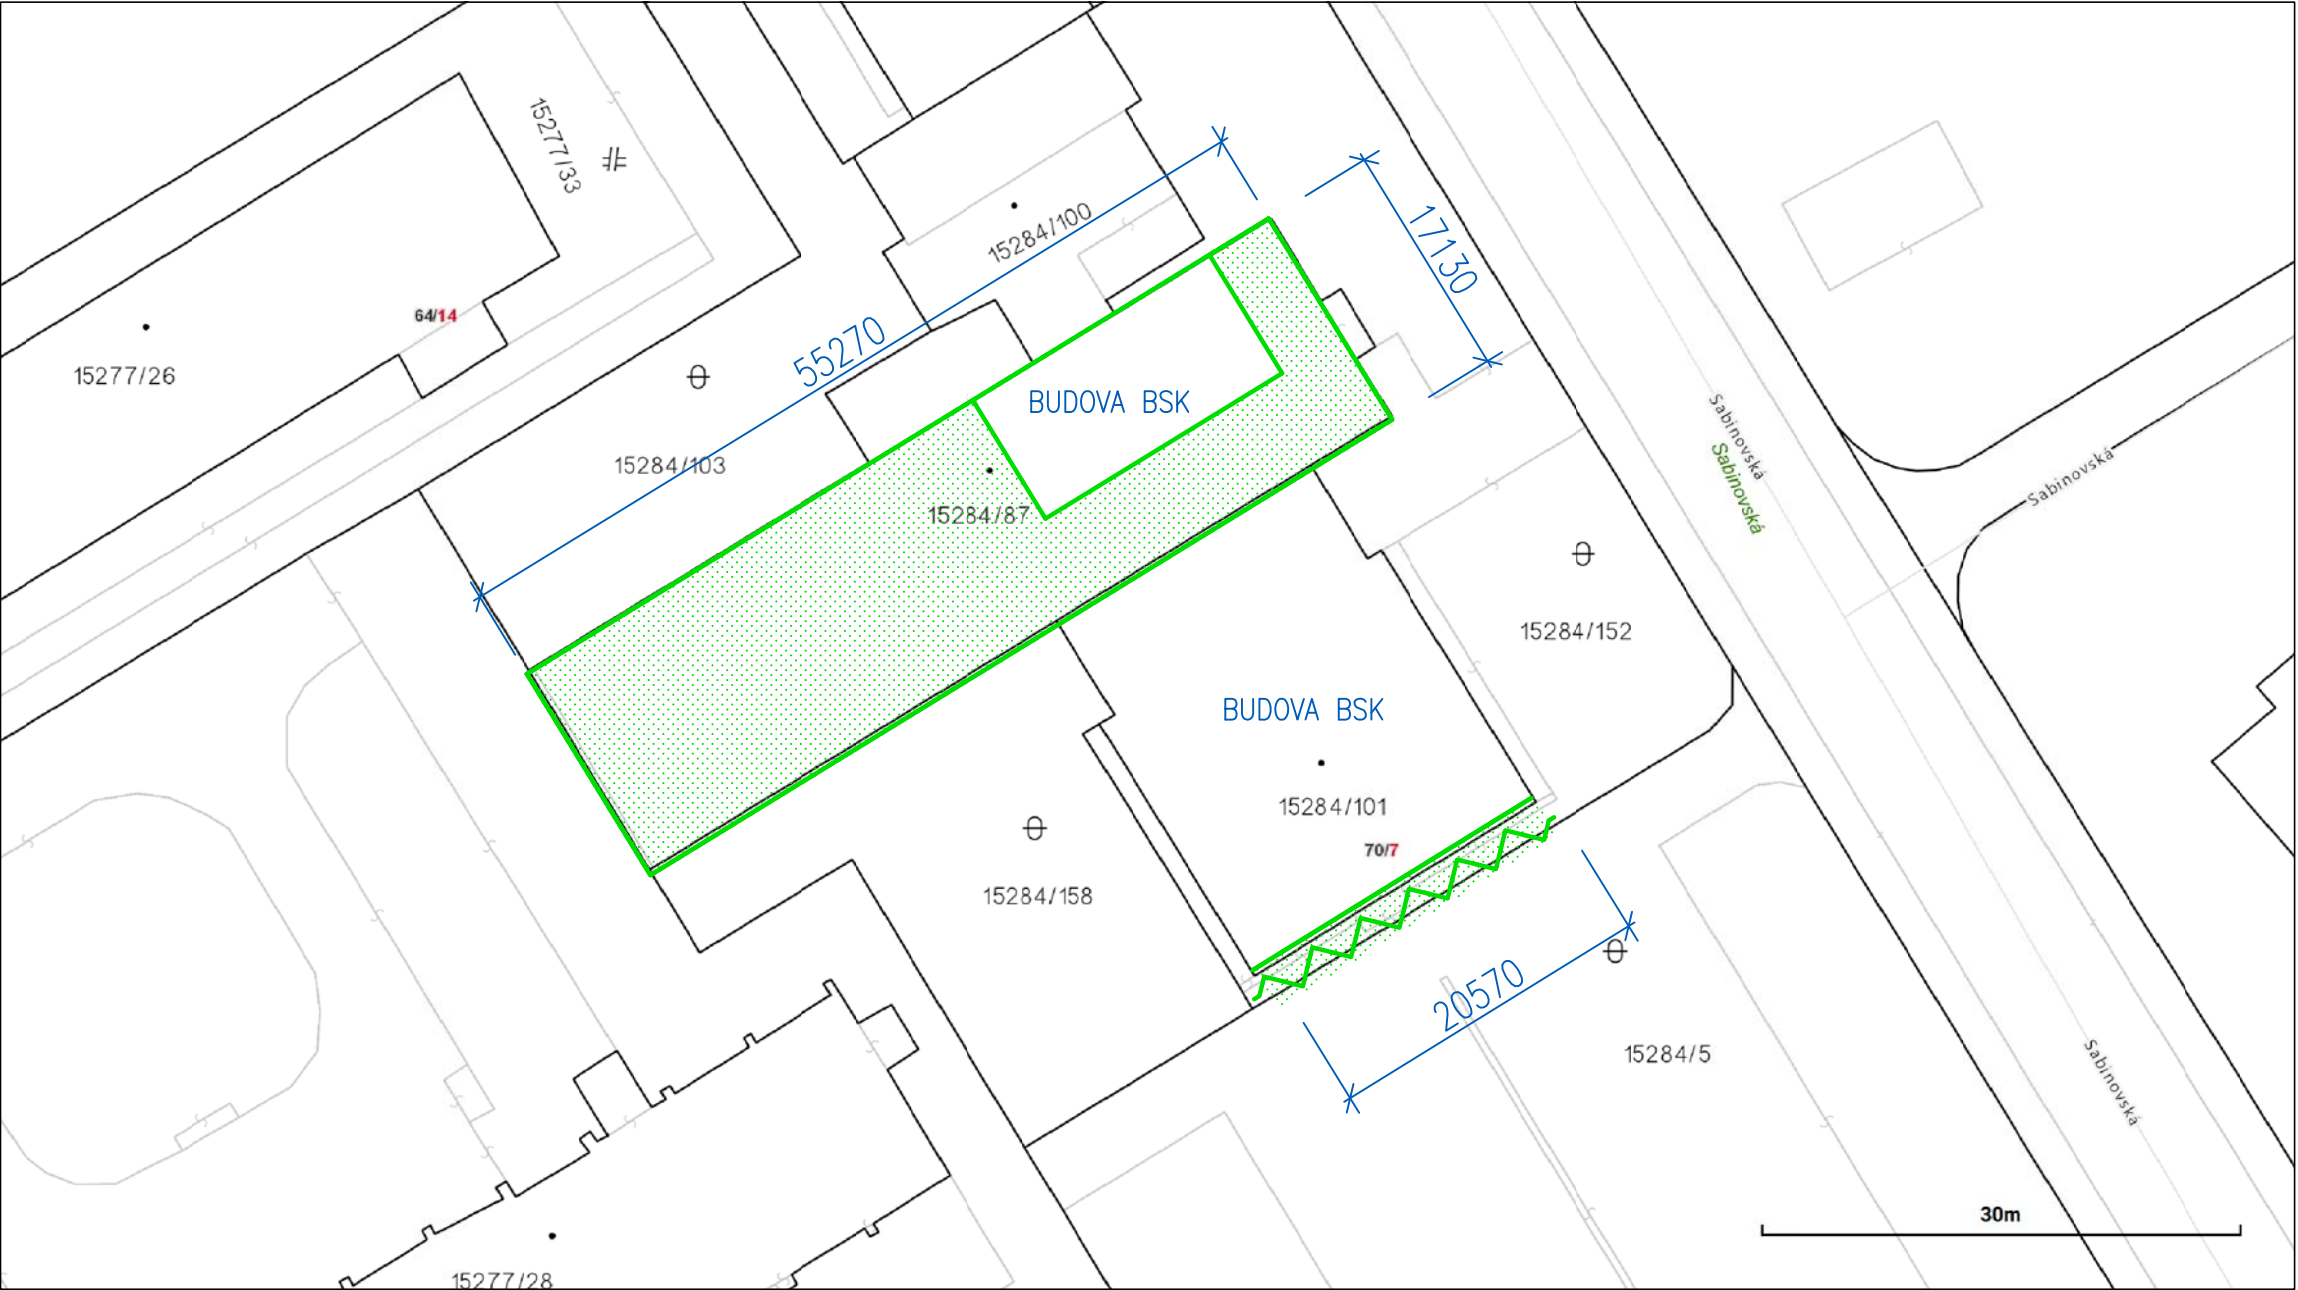 15277/33
#
15284/100
17130
64/14
15277/26
55270
BUDOVA BSK
15284/103
15284/87
Sabinovská
Sabinovská
Sabinovská
15284/152
BUDOVA BSK
15284/101
70/7
15284/158
20570
15284/5
Sabinovská
30m
15277/28